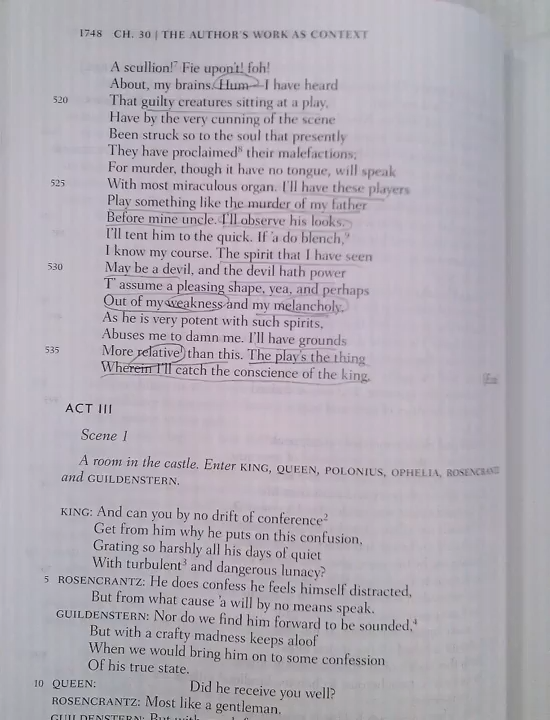 1748 CH. 30 | THE AUTHOR'S WORK AS CONTEXT
A scullion!⁷ Fie upon't! foh!
About, my brains. Hum—I have heard
520 That guilty creatures sitting at a play,
Have by the very cunning of the scene
Been struck so to the soul that presently
They have proclaimed⁸ their malefactions;
For murder, though it have no tongue, will speak
525 With most miraculous organ. I'll have these players
Play something like the murder of my father
Before mine uncle. I'll observe his looks.
I'll tent him to the quick. If 'a do blench,⁹
I know my course. The spirit that I have seen
530 May be a devil, and the devil hath power
T' assume a pleasing shape, yea, and perhaps
Out of my weakness and my melancholy,
As he is very potent with such spirits,
Abuses me to damn me. I'll have grounds
535 More relative¹ than this. The play's the thing
Wherein I'll catch the conscience of the king.
ACT III
Scene 1
A room in the castle. Enter KING, QUEEN, POLONIUS, OPHELIA, ROSENCRANTZ
and GUILDENSTERN.
KING: And can you by no drift of conference²
Get from him why he puts on this confusion,
Grating so harshly all his days of quiet
With turbulent³ and dangerous lunacy?
5 ROSENCRANTZ: He does confess he feels himself distracted,
But from what cause 'a will by no means speak.
GUILDENSTERN: Nor do we find him forward to be sounded,⁴
But with a crafty madness keeps aloof
When we would bring him on to some confession
Of his true state.
10 QUEEN: Did he receive you well?
ROSENCRANTZ: Most like a gentleman.
GUILDENSTERN: But with